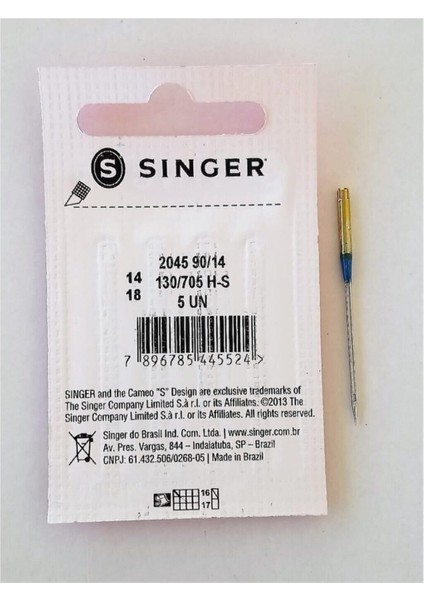 S SINGER®
2045 90/14
14 130/705 H-S
18 5 UN
7 896785 445524 >
SINGER and the Cameo "S" Design are exclusive trademarks of
The Singer Company Limited S.à r.l. or its Affiliates. ©2013 The
Singer Company Limited S.à r.l. or its Affiliates. All rights reserved.
Singer do Brasil Ind. Com. Ltda. | www.singer.com.br
Av. Pres. Vargas, 844 – Indaiatuba, SP – Brazil
CNPJ: 61.432.506/0268-05 | Made in Brazil
16
17